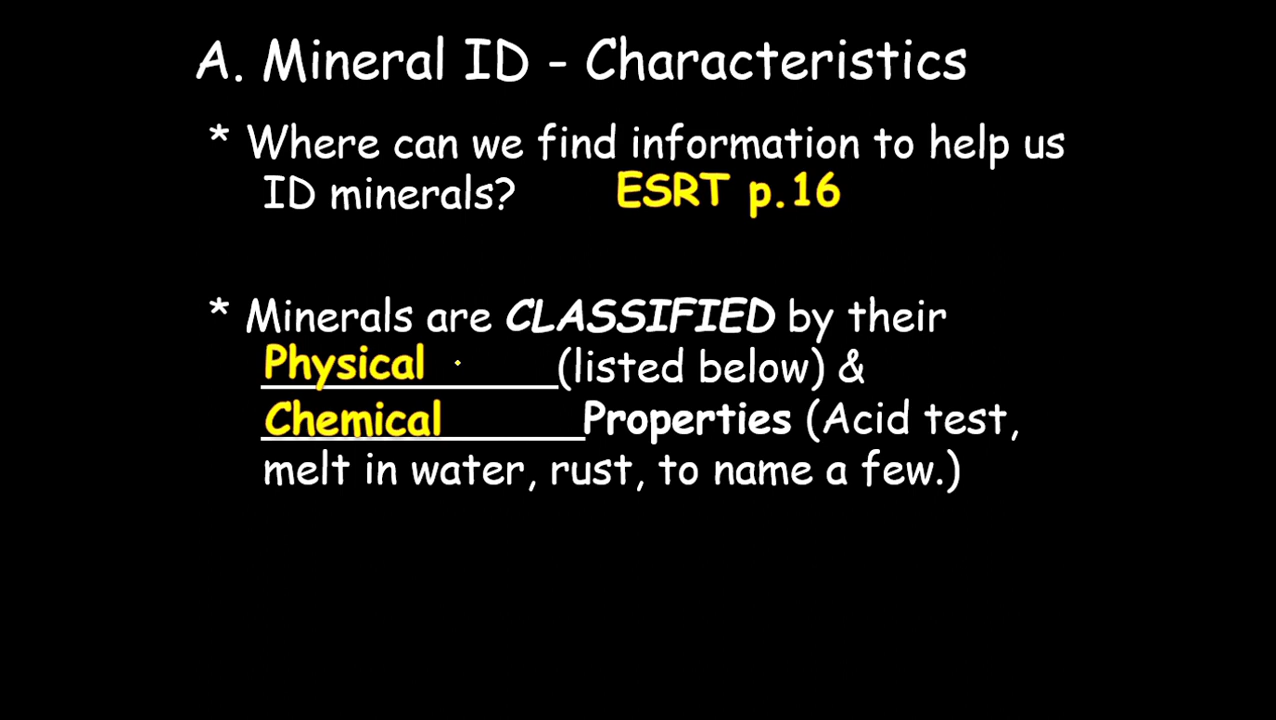 A. Mineral ID - Characteristics
* Where can we find information to help us
ID minerals? ESRT p.16
* Minerals are CLASSIFIED by their
Physical (listed below) &
Chemical Properties (Acid test,
melt in water, rust, to name a few.)